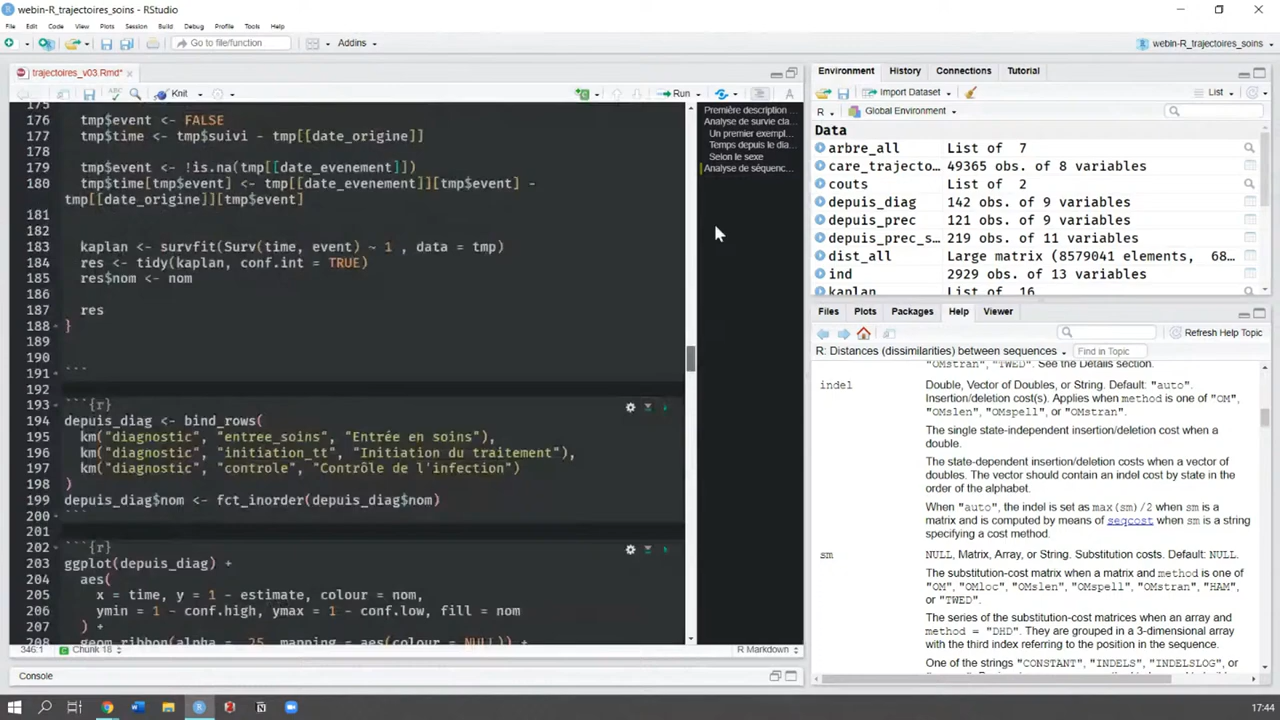 webin-R_trajectoires_soins - RStudio
File Edit Code View Plots Session Build Debug Profile Tools Help
Go to file/function
Addins
webin-R_trajectoires_soins
trajectoires_v03.Rmd*
Knit
Run
175
176 tmp$event <- FALSE
177 tmp$time <- tmp$suivi - tmp[[date_origine]]
178
179 tmp$event <- !is.na(tmp[[date_evenement]])
180 tmp$time[tmp$event] <- tmp[[date_evenement]][tmp$event] -
tmp[[date_origine]][tmp$event]
181
182
183 kaplan <- survfit(Surv(time, event) ~ 1 , data = tmp)
184 res <- tidy(kaplan, conf.int = TRUE)
185 res$nom <- nom
186
187 res
188 }
189
190
191 ```
192
193 ```{r}
194 depuis_diag <- bind_rows(
195 km("diagnostic", "entree_soins", "Entrée en soins"),
196 km("diagnostic", "initiation_tt", "Initiation du traitement"),
197 km("diagnostic", "controle", "Contrôle de l'infection")
198 )
199 depuis_diag$nom <- fct_inorder(depuis_diag$nom)
200 ```
201
202 ```{r}
203 ggplot(depuis_diag) +
204 aes(
205 x = time, y = 1 - estimate, colour = nom,
206 ymin = 1 - conf.high, ymax = 1 - conf.low, fill = nom
207 ) +
208 geom_ribbon(alpha = .25, mapping = aes(colour = NULL)) +
346:1 Chunk 18 R Markdown
Console
Première description ...
Analyse de survie cla...
Un premier exempl...
Temps depuis le dia...
Selon le sexe
Analyse de séquenc...
Environment History Connections Tutorial
Import Dataset List
R Global Environment
Data
arbre_all List of 7
care_trajecto... 49365 obs. of 8 variables
couts List of 2
depuis_diag 142 obs. of 9 variables
depuis_prec 121 obs. of 9 variables
depuis_prec_s... 219 obs. of 11 variables
dist_all Large matrix (8579041 elements, 68...
ind 2929 obs. of 13 variables
kaplan List of 16
Files Plots Packages Help Viewer
Refresh Help Topic
R: Distances (dissimilarities) between sequences Find in Topic
"OMstran", "TWED". See the Details section.
indel Double, Vector of Doubles, or String. Default: "auto".
Insertion/deletion cost(s). Applies when method is one of "OM",
"OMslen", "OMspell", or "OMstran".
The single state-independent insertion/deletion cost when a
double.
The state-dependent insertion/deletion costs when a vector of
doubles. The vector should contain an indel cost by state in the
order of the alphabet.
When "auto", the indel is set as max(sm)/2 when sm is a
matrix and is computed by means of seqcost when sm is a string
specifying a cost method.
sm NULL, Matrix, Array, or String. Substitution costs. Default: NULL.
The substitution-cost matrix when a matrix and method is one of
"OM", "OMloc", "OMslen", "OMspell", "OMstran", "HAM",
or "TWED".
The series of the substitution-cost matrices when an array and
method = "DHD". They are grouped in a 3-dimensional array
with the third index referring to the position in the sequence.
One of the strings "CONSTANT", "INDELS", "INDELSLOG", or
17:44